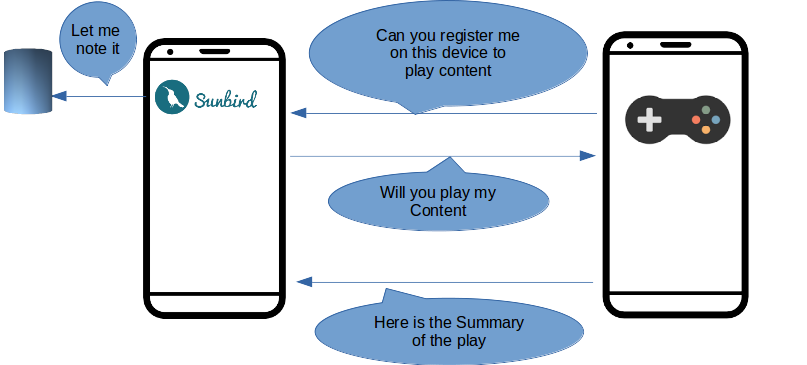 Let me
note it
Sunbird
Can you register me
on this device to
play content
Will you play my
Content
Here is the Summary
of the play